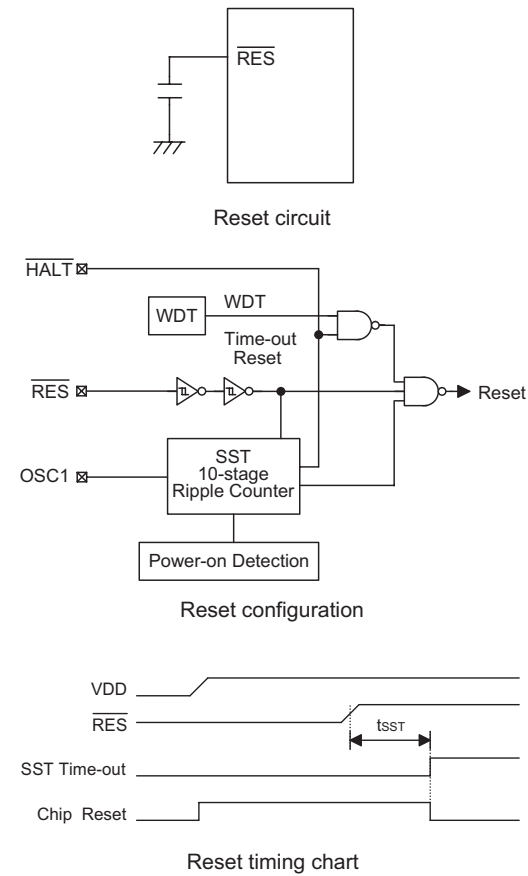 RES
Reset circuit
HALT
WDT
WDT
Time-out
Reset
RES
Reset
OSC1
SST
10-stage
Ripple Counter
Power-on Detection
Reset configuration
VDD
RES
tSST
SST Time-out
Chip Reset
Reset timing chart